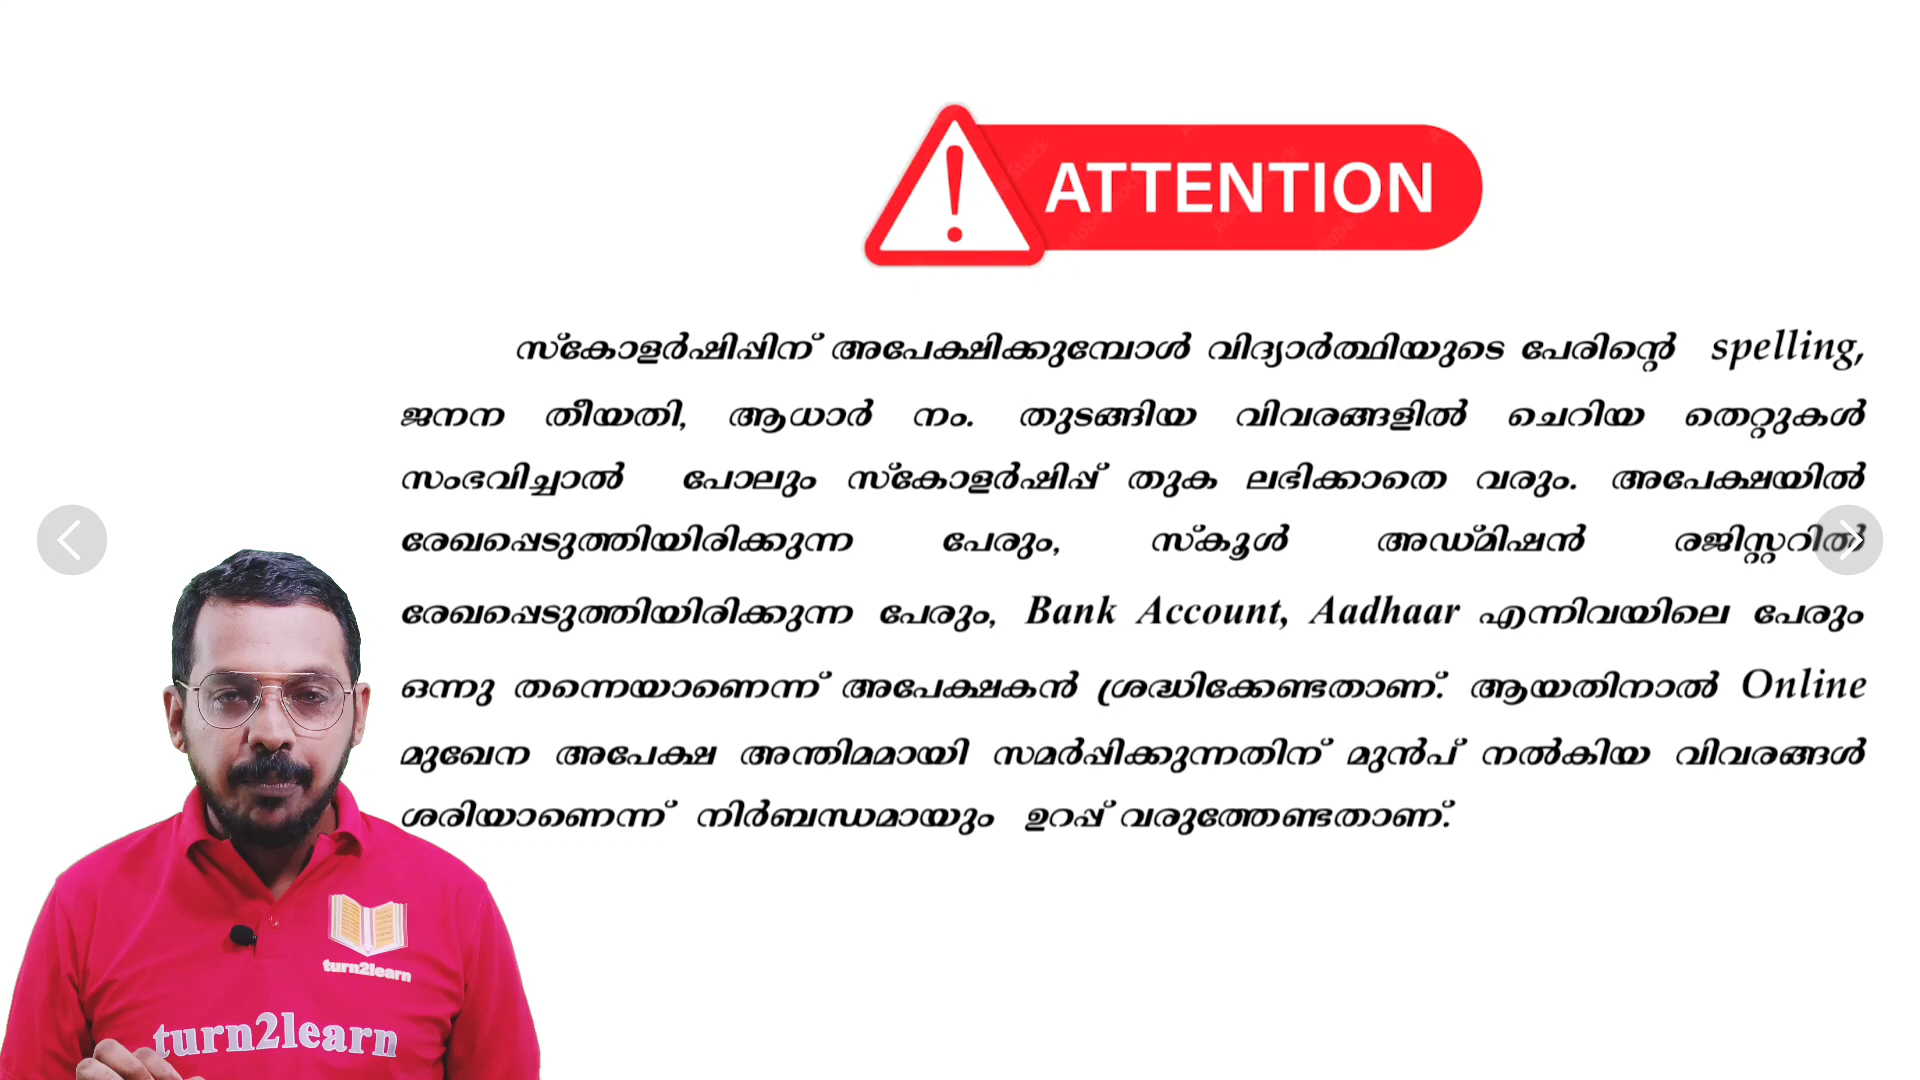 ATTENTION
സ്കോളർഷിപ്പിന് അപേക്ഷിക്കുമ്പോൾ വിദ്യാർത്ഥിയുടെ പേരിന്റെ spelling,
ജനന തീയതി, ആധാർ നം. തുടങ്ങിയ വിവരങ്ങളിൽ ചെറിയ തെറ്റുകൾ
സംഭവിച്ചാൽ പോലും സ്കോളർഷിപ്പ് തുക ലഭിക്കാതെ വരും. അപേക്ഷയിൽ
രേഖപ്പെടുത്തിയിരിക്കുന്ന പേരും, സ്കൂൾ അഡ്മിഷൻ രജിസ്റ്ററിൽ
രേഖപ്പെടുത്തിയിരിക്കുന്ന പേരും, Bank Account, Aadhaar എന്നിവയിലെ പേരും
ഒന്നു തന്നെയാണെന്ന് അപേക്ഷകൻ ശ്രദ്ധിക്കേണ്ടതാണ്. ആയതിനാൽ Online
മുഖേന അപേക്ഷ അന്തിമമായി സമർപ്പിക്കുന്നതിന് മുൻപ് നൽകിയ വിവരങ്ങൾ
ശരിയാണെന്ന് നിർബന്ധമായും ഉറപ്പ് വരുത്തേണ്ടതാണ്.
turn2learn
turn2learn